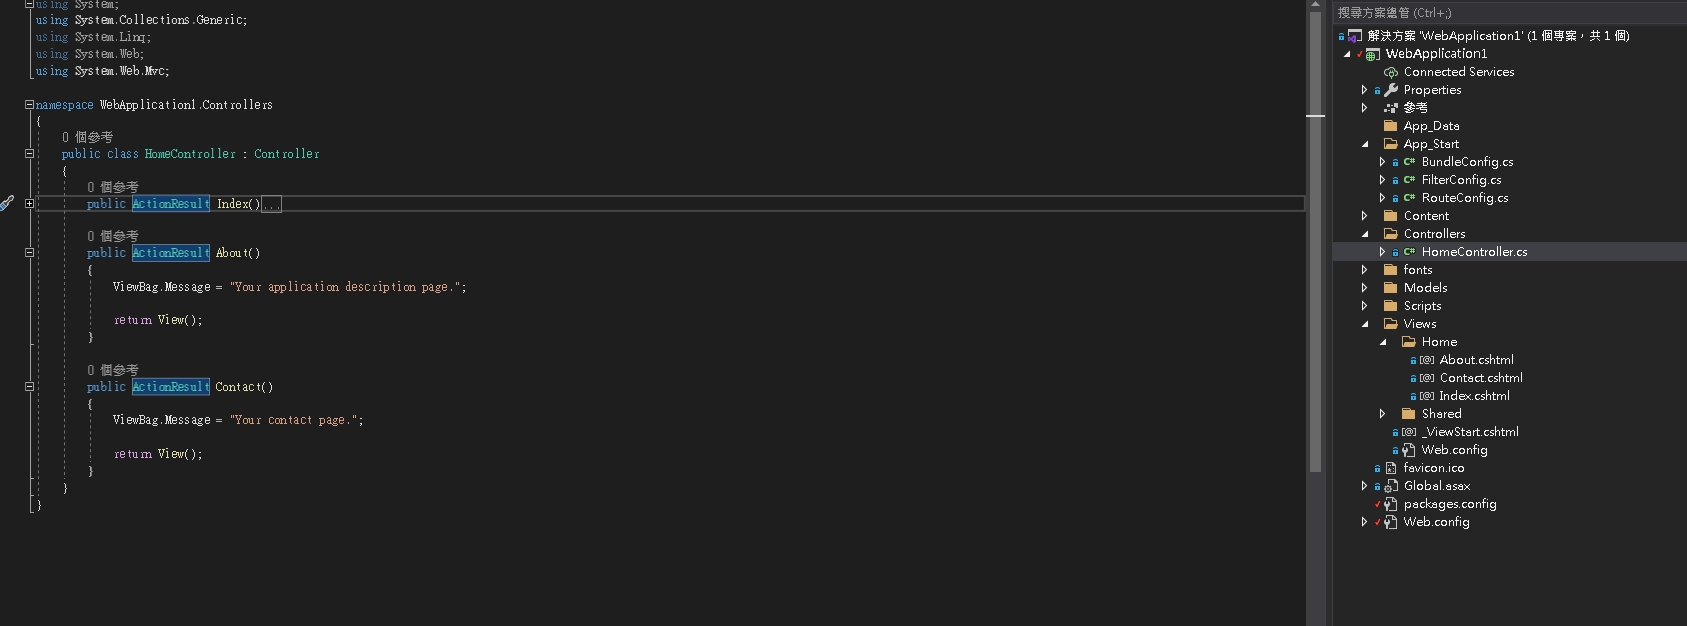 using System;
using System.Collections.Generic;
using System.Linq;
using System.Web;
using System.Web.Mvc;
namespace WebApplication1.Controllers
{
0 個參考
public class HomeController : Controller
{
0 個參考
public ActionResult Index()...
0 個參考
public ActionResult About()
{
ViewBag.Message = "Your application description page.";
return View();
}
0 個參考
public ActionResult Contact()
{
ViewBag.Message = "Your contact page.";
return View();
}
}
}
搜尋方案總管 (Ctrl+;)
解決方案 'WebApplication1' (1 個專案，共 1 個)
WebApplication1
Connected Services
Properties
參考
App_Data
App_Start
C# BundleConfig.cs
C# FilterConfig.cs
C# RouteConfig.cs
Content
Controllers
C# HomeController.cs
fonts
Models
Scripts
Views
Home
[@] About.cshtml
[@] Contact.cshtml
[@] Index.cshtml
Shared
[@] _ViewStart.cshtml
Web.config
favicon.ico
Global.asax
packages.config
Web.config